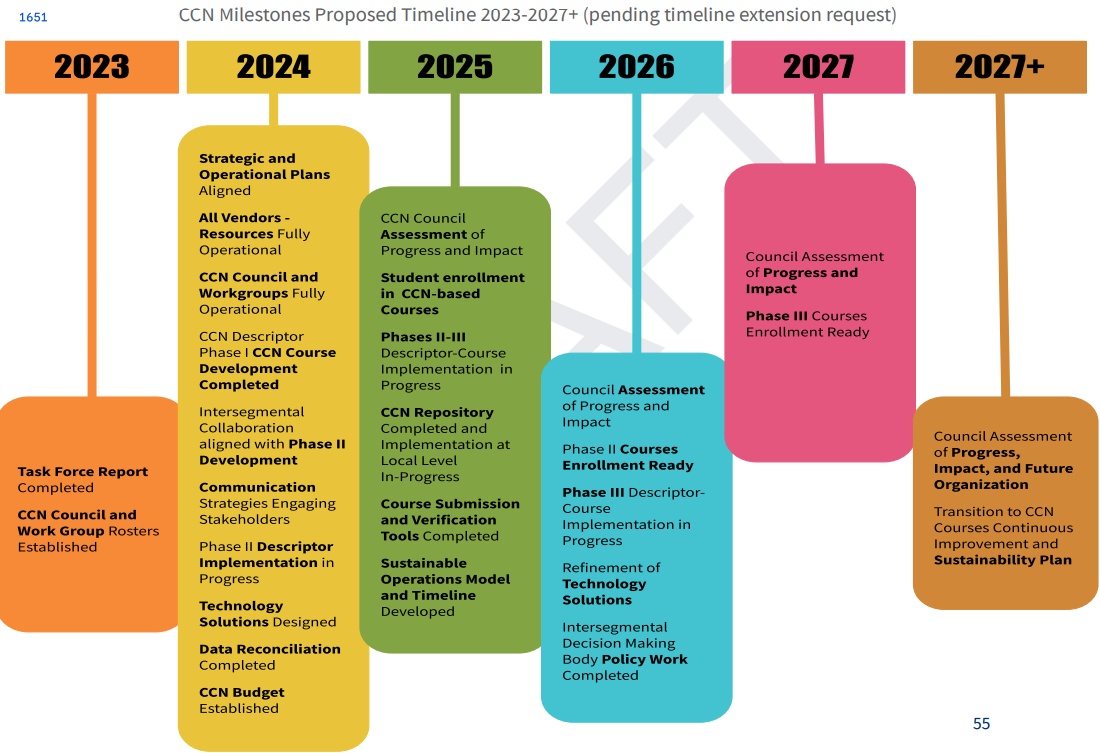 1651
CCN Milestones Proposed Timeline 2023-2027+ (pending timeline extension request)
2023
2024
2025
2026
2027
2027+
Task Force Report
Completed
CCN Council and
Work Group Rosters
Established
Strategic and
Operational Plans
Aligned
All Vendors -
Resources Fully
Operational
CCN Council and
Workgroups Fully
Operational
CCN Descriptor
Phase I CCN Course
Development
Completed
Intersegmental
Collaboration
aligned with Phase II
Development
Communication
Strategies Engaging
Stakeholders
Phase II Descriptor
Implementation in
Progress
Technology
Solutions Designed
Data Reconciliation
Completed
CCN Budget
Established
CCN Council
Assessment of
Progress and Impact
Student enrollment
in CCN-based
Courses
Phases II-III
Descriptor-Course
Implementation in
Progress
CCN Repository
Completed and
Implementation at
Local Level
In-Progress
Course Submission
and Verification
Tools Completed
Sustainable
Operations Model
and Timeline
Developed
Council Assessment
of Progress and
Impact
Phase II Courses
Enrollment Ready
Phase III Descriptor-
Course
Implementation in
Progress
Refinement of
Technology
Solutions
Intersegmental
Decision Making
Body Policy Work
Completed
Council Assessment
of Progress and
Impact
Phase III Courses
Enrollment Ready
Council Assessment
of Progress,
Impact, and Future
Organization
Transition to CCN
Courses Continuous
Improvement and
Sustainability Plan
55